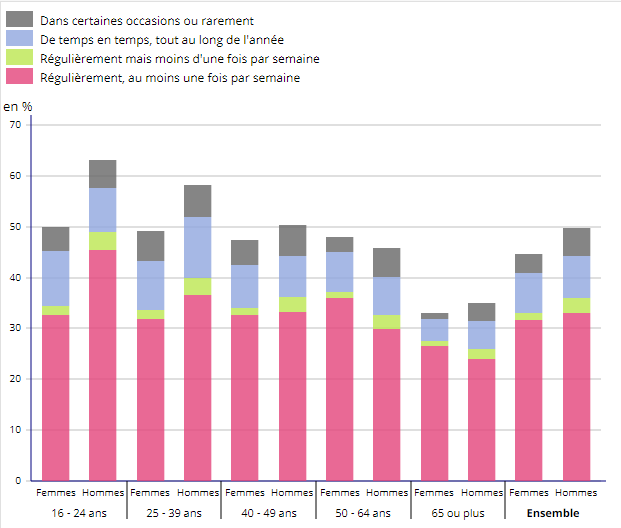 Dans certaines occasions ou rarement
De temps en temps, tout au long de l'année
Régulièrement mais moins d'une fois par semaine
Régulièrement, au moins une fois par semaine
en %
70
60
50
40
30
20
10
0
Femmes Hommes Femmes Hommes Femmes Hommes Femmes Hommes Femmes Hommes Femmes Hommes
16 - 24 ans 25 - 39 ans 40 - 49 ans 50 - 64 ans 65 ou plus Ensemble